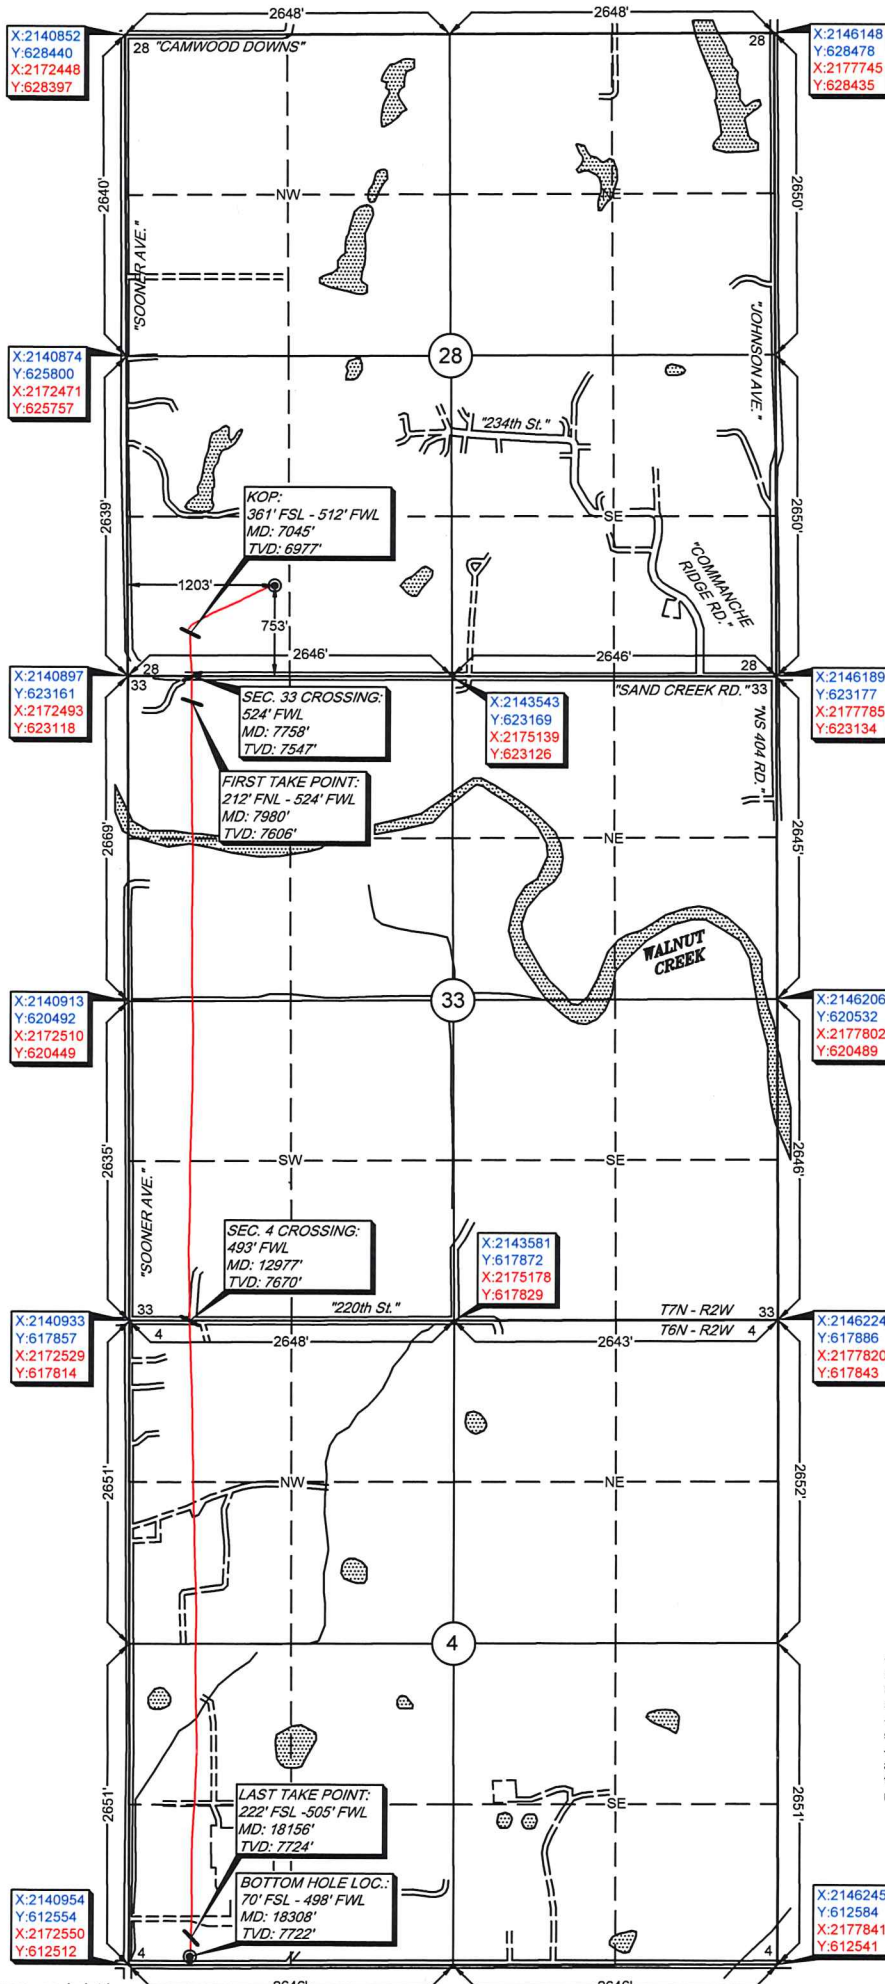 2648'
2648'
X:2140852
Y:628440
X:2172448
Y:628397
28 "CAMWOOD DOWNS"
28
X:2146148
Y:628478
X:2177745
Y:628435
2640'
NW
2650'
"SOONER AVE."
"JOHNSON AVE."
X:2140874
Y:625800
X:2172471
Y:625757
28
"234th St."
2639'
KOP:
361' FSL - 512' FWL
MD: 7045'
TVD: 6977'
SE
2650'
"COMMANCHE
RIDGE RD."
1203'
753'
2646'
2646'
X:2140897
Y:623161
X:2172493
Y:623118
28
33
28
"SAND CREEK RD."
33
X:2146189
Y:623177
X:2177785
Y:623134
SEC. 33 CROSSING:
524' FWL
MD: 7758'
TVD: 7547'
X:2143543
Y:623169
X:2175139
Y:623126
"NS 404 RD."
FIRST TAKE POINT:
212' FNL - 524' FWL
MD: 7980'
TVD: 7606'
2669'
NE
2645'
WALNUT
CREEK
X:2140913
Y:620492
X:2172510
Y:620449
33
X:2146206
Y:620532
X:2177802
Y:620489
2635'
SW
SE
2646'
"SOONER AVE."
SEC. 4 CROSSING:
493' FWL
MD: 12977'
TVD: 7670'
X:2143581
Y:617872
X:2175178
Y:617829
X:2140933
Y:617857
X:2172529
Y:617814
33
4
"220th St."
T7N - R2W
33
T6N - R2W
4
X:2146224
Y:617886
X:2177820
Y:617843
2648'
2643'
2651'
NW
NE
2652'
4
2651'
LAST TAKE POINT:
222' FSL -505' FWL
MD: 18156'
TVD: 7724'
SE
2651'
BOTTOM HOLE LOC.:
70' FSL - 498' FWL
MD: 18308'
TVD: 7722'
X:2140954
Y:612554
X:2172550
Y:612512
4
4
X:2146245
Y:612584
X:2177841
Y:612541